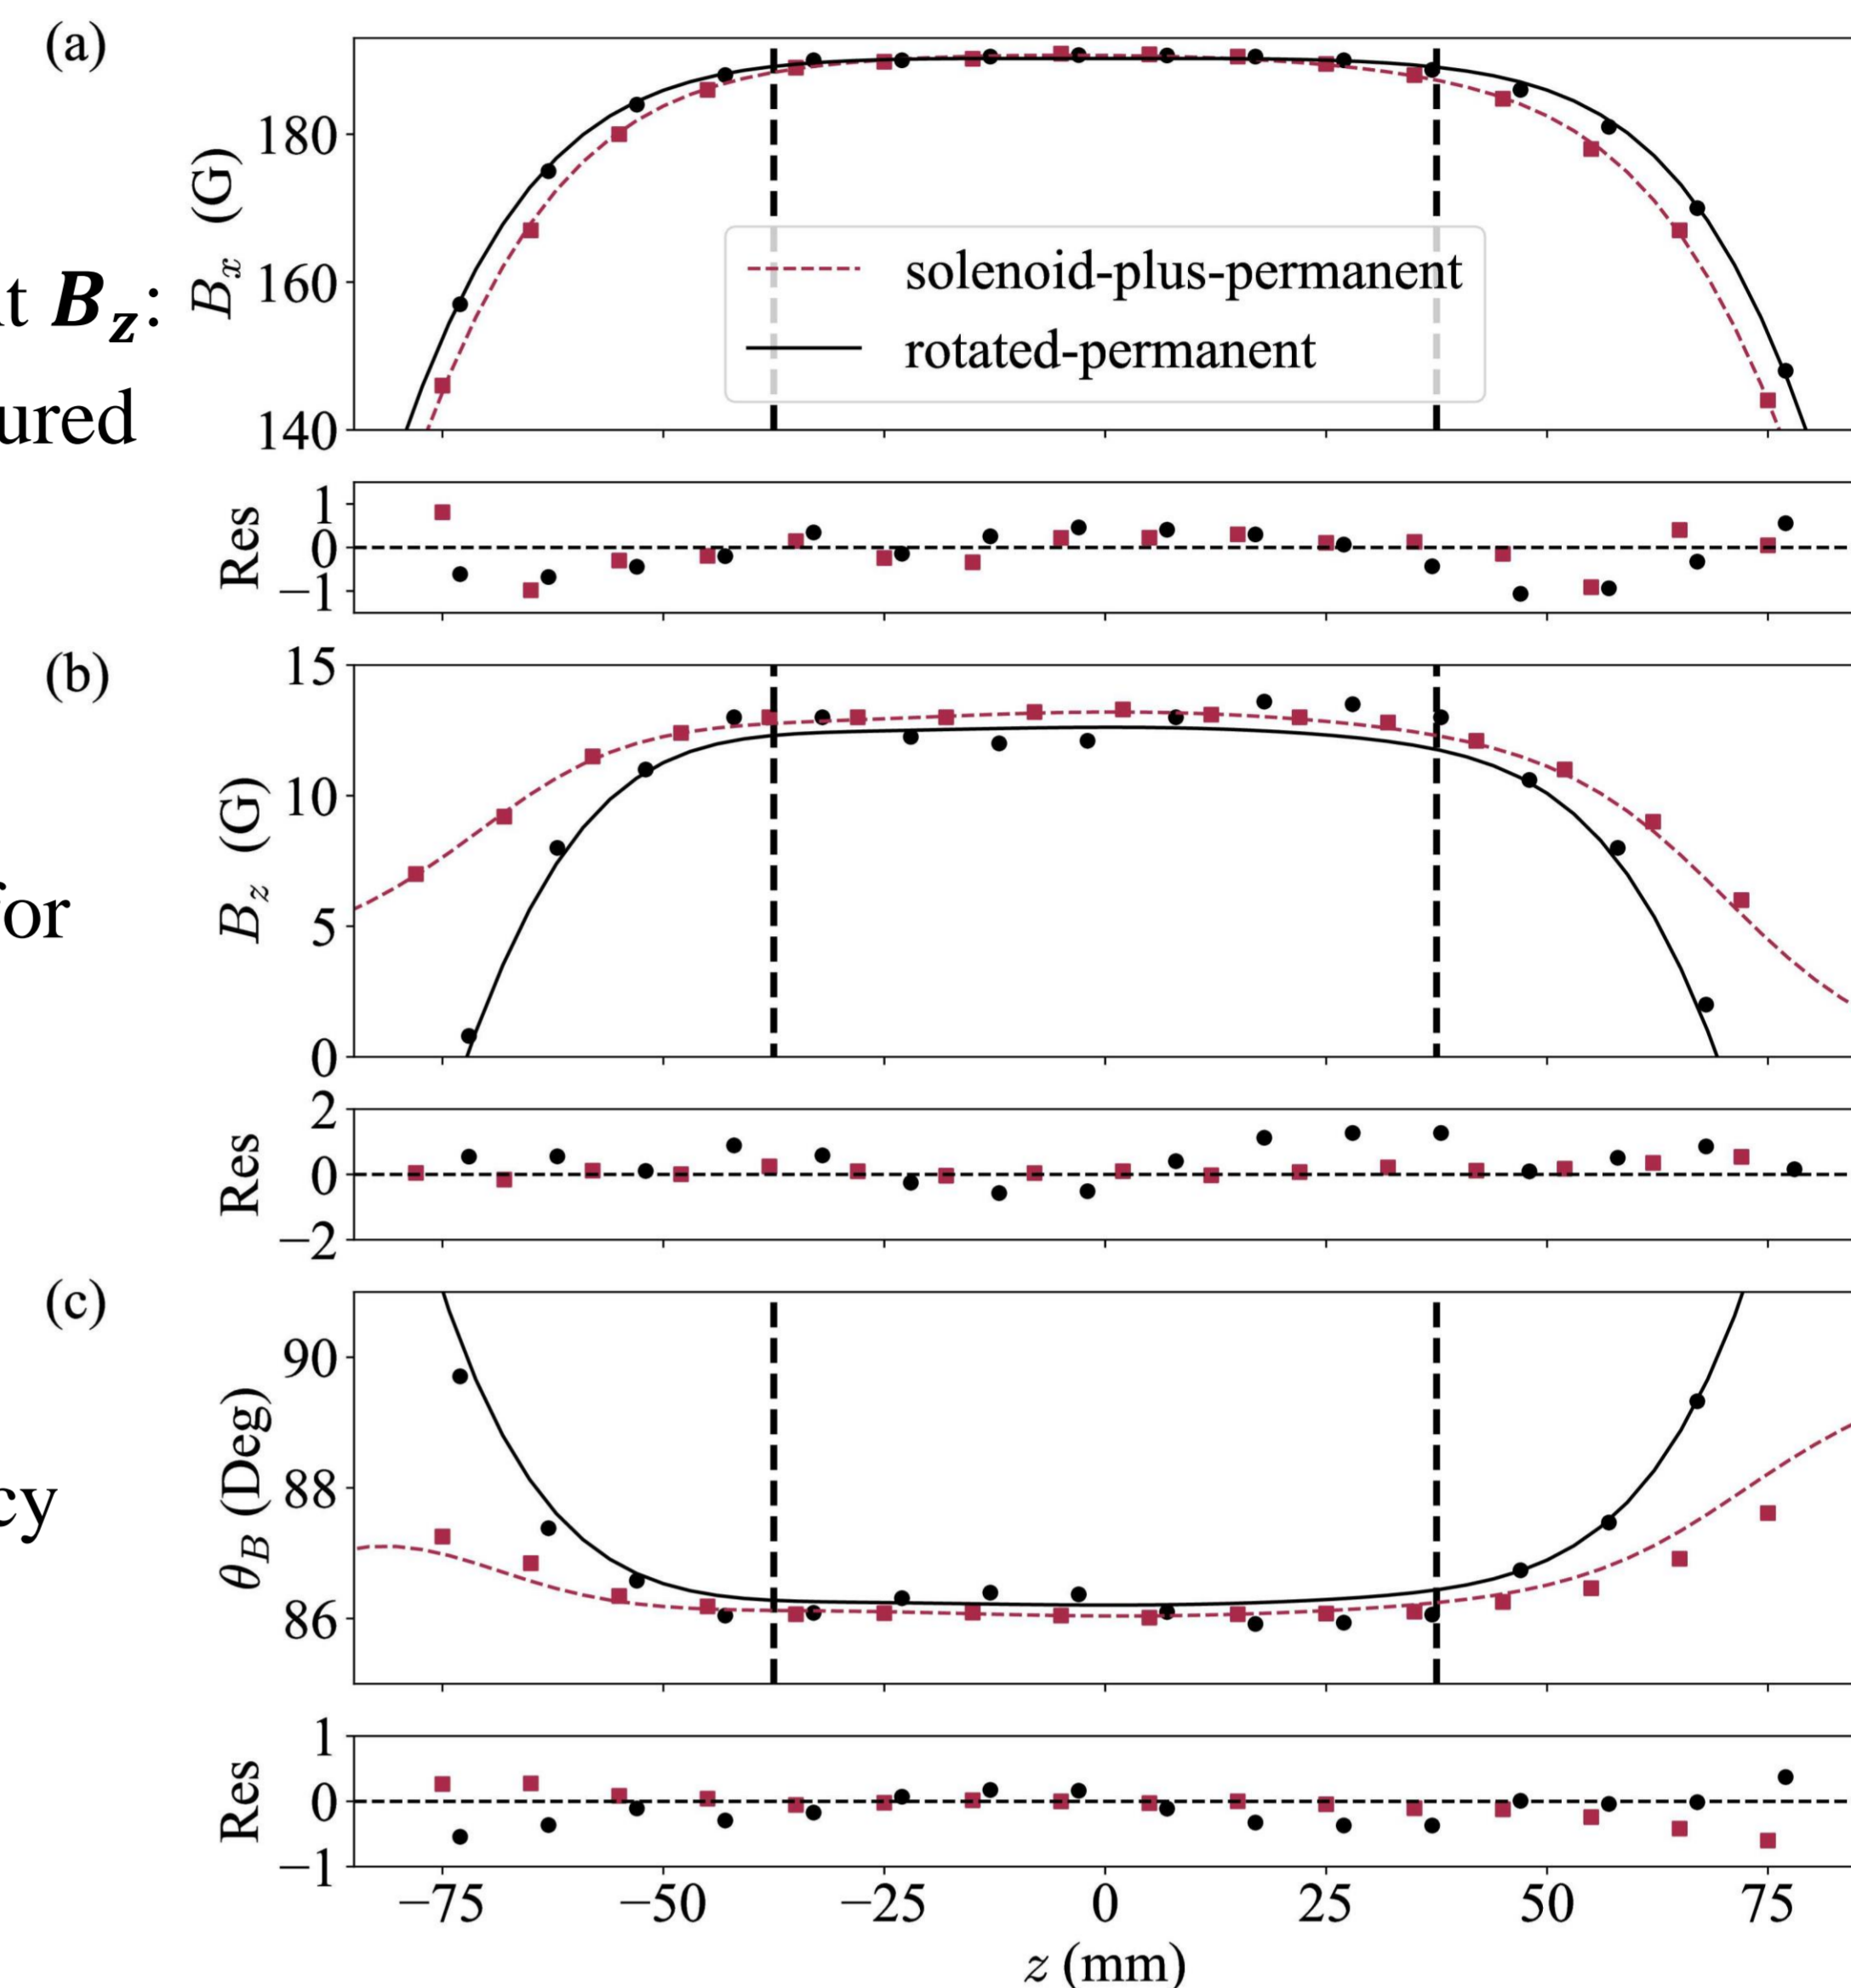 (a)
B_x (G)
180
160
140
solenoid-plus-permanent
rotated-permanent
B_z:
ured
Res
1
0
−1
(b)
B_z (G)
15
10
5
0
for
Res
2
0
−2
(c)
θ_B (Deg)
90
88
86
cy
Res
1
0
−1
−75 −50 −25 0 25 50 75
z (mm)